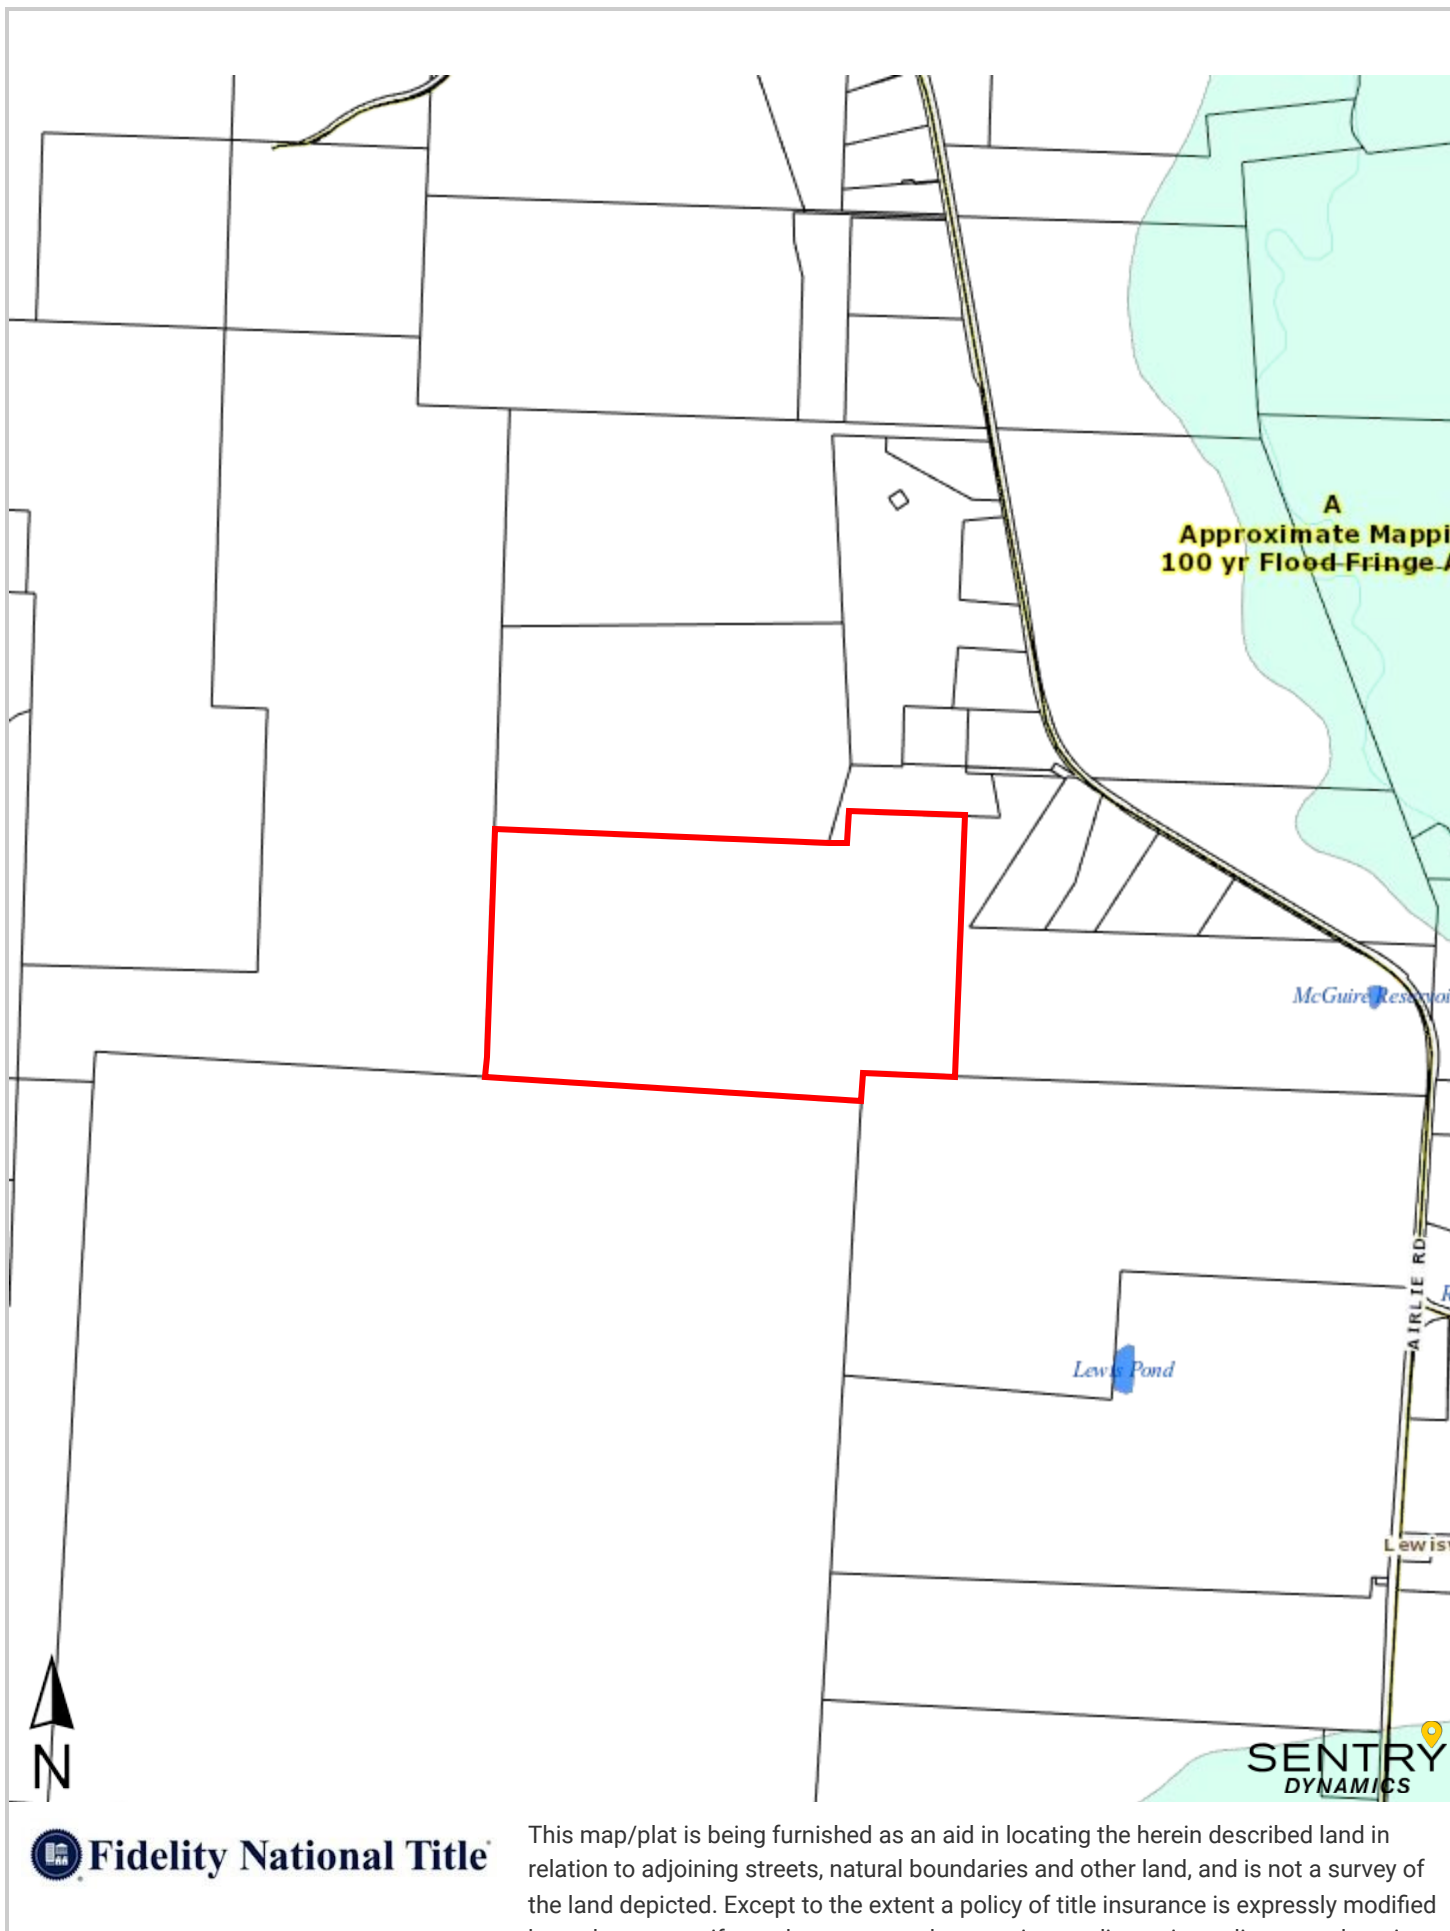 A
Approximate Mappi
100 yr Flood Fringe A
McGuire Reservoi
AIRLIE RD
R
Lewis Pond
Lewisv
N
SENTRY
DYNAMICS
Fidelity National Title
This map/plat is being furnished as an aid in locating the herein described land in
relation to adjoining streets, natural boundaries and other land, and is not a survey of
the land depicted. Except to the extent a policy of title insurance is expressly modified